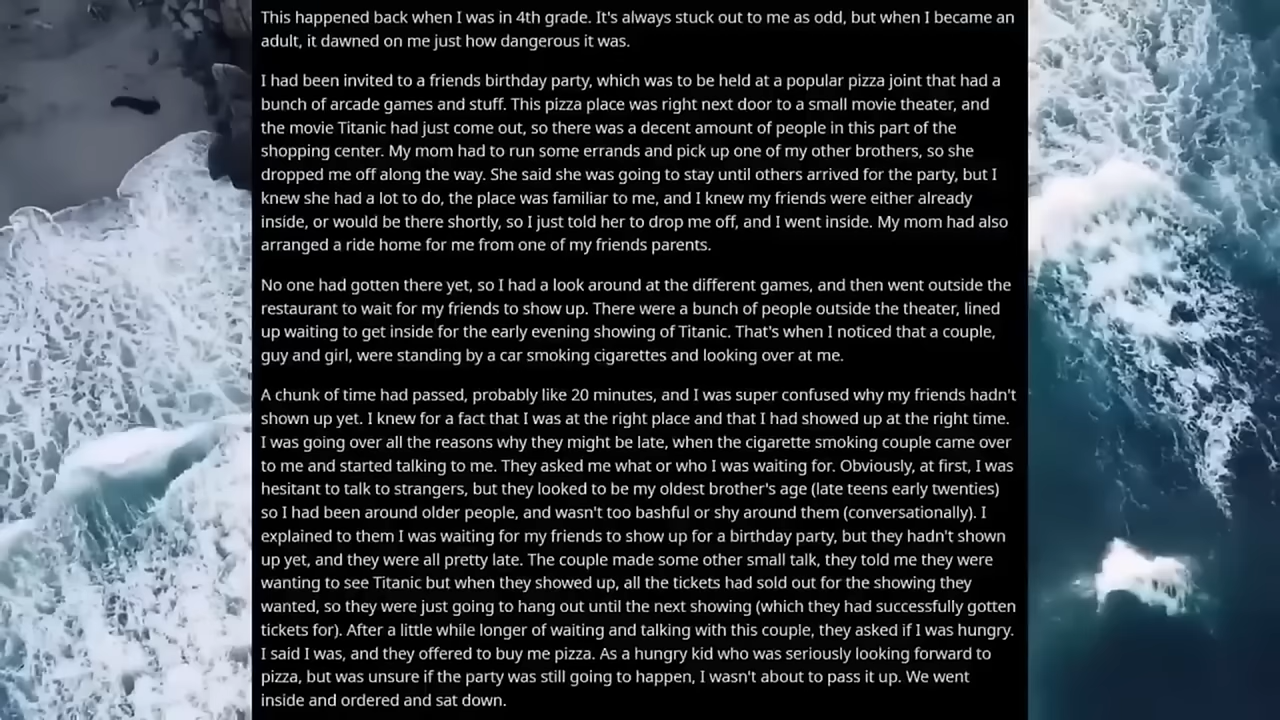 This happened back when I was in 4th grade. It's always stuck out to me as odd, but when I became an
adult, it dawned on me just how dangerous it was.
I had been invited to a friends birthday party, which was to be held at a popular pizza joint that had a
bunch of arcade games and stuff. This pizza place was right next door to a small movie theater, and
the movie Titanic had just come out, so there was a decent amount of people in this part of the
shopping center. My mom had to run some errands and pick up one of my other brothers, so she
dropped me off along the way. She said she was going to stay until others arrived for the party, but I
knew she had a lot to do, the place was familiar to me, and I knew my friends were either already
inside, or would be there shortly, so I just told her to drop me off, and I went inside. My mom had also
arranged a ride home for me from one of my friends parents.
No one had gotten there yet, so I had a look around at the different games, and then went outside the
restaurant to wait for my friends to show up. There were a bunch of people outside the theater, lined
up waiting to get inside for the early evening showing of Titanic. That's when I noticed that a couple,
guy and girl, were standing by a car smoking cigarettes and looking over at me.
A chunk of time had passed, probably like 20 minutes, and I was super confused why my friends hadn't
shown up yet. I knew for a fact that I was at the right place and that I had showed up at the right time.
I was going over all the reasons why they might be late, when the cigarette smoking couple came over
to me and started talking to me. They asked me what or who I was waiting for. Obviously, at first, I was
hesitant to talk to strangers, but they looked to be my oldest brother's age (late teens early twenties)
so I had been around older people, and wasn't too bashful or shy around them (conversationally). I
explained to them I was waiting for my friends to show up for a birthday party, but they hadn't shown
up yet, and they were all pretty late. The couple made some other small talk, they told me they were
wanting to see Titanic but when they showed up, all the tickets had sold out for the showing they
wanted, so they were just going to hang out until the next showing (which they had successfully gotten
tickets for). After a little while longer of waiting and talking with this couple, they asked if I was hungry.
I said I was, and they offered to buy me pizza. As a hungry kid who was seriously looking forward to
pizza, but was unsure if the party was still going to happen, I wasn't about to pass it up. We went
inside and ordered and sat down.